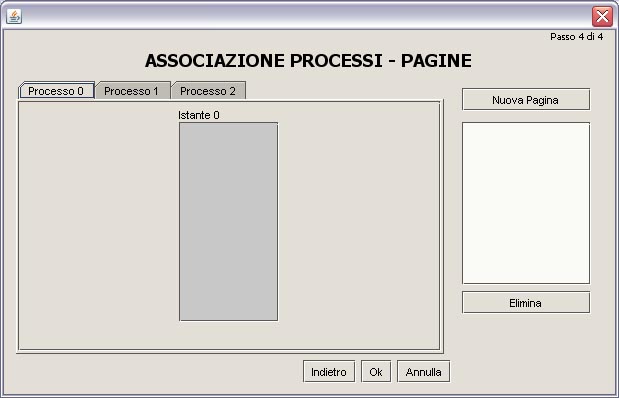 Passo 4 di 4
ASSOCIAZIONE PROCESSI - PAGINE
Processo 0
Processo 1
Processo 2
Nuova Pagina
Istante 0
Elimina
Indietro
Ok
Annulla